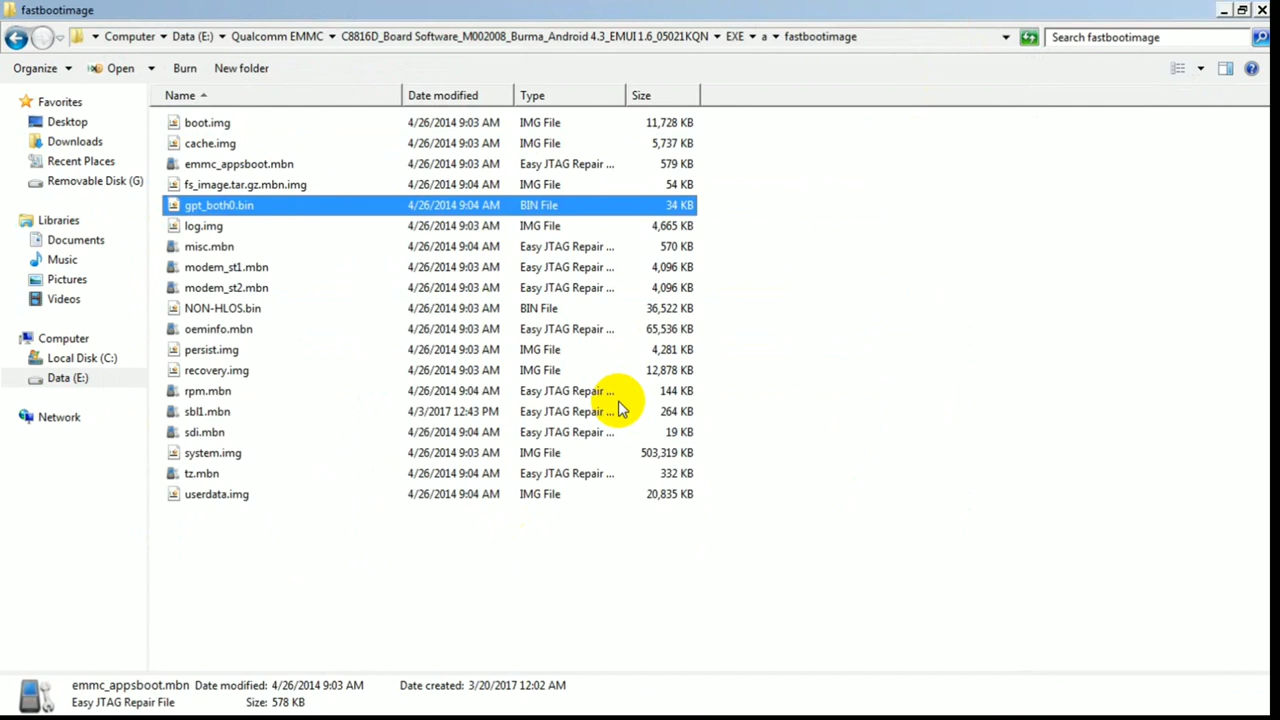 fastbootimage
Computer Data (E:) Qualcomm EMMC C8816D_Board Software_M002008_Burma_Android 4.3_EMUI 1.6_05021KQN EXE a fastbootimage Search fastbootimage
Organize Open Burn New folder
Name Date modified Type Size
Favorites
Desktop
Downloads
Recent Places
Removable Disk (G)
Libraries
Documents
Music
Pictures
Videos
Computer
Local Disk (C:)
Data (E:)
Network
boot.img 4/26/2014 9:03 AM IMG File 11,728 KB
cache.img 4/26/2014 9:03 AM IMG File 5,737 KB
emmc_appsboot.mbn 4/26/2014 9:03 AM Easy JTAG Repair ... 579 KB
fs_image.tar.gz.mbn.img 4/26/2014 9:04 AM IMG File 54 KB
gpt_both0.bin 4/26/2014 9:04 AM BIN File 34 KB
log.img 4/26/2014 9:03 AM IMG File 4,665 KB
misc.mbn 4/26/2014 9:04 AM Easy JTAG Repair ... 570 KB
modem_st1.mbn 4/26/2014 9:04 AM Easy JTAG Repair ... 4,096 KB
modem_st2.mbn 4/26/2014 9:04 AM Easy JTAG Repair ... 4,096 KB
NON-HLOS.bin 4/26/2014 9:03 AM BIN File 36,522 KB
oeminfo.mbn 4/26/2014 9:03 AM Easy JTAG Repair ... 65,536 KB
persist.img 4/26/2014 9:03 AM IMG File 4,281 KB
recovery.img 4/26/2014 9:03 AM IMG File 12,878 KB
rpm.mbn 4/26/2014 9:04 AM Easy JTAG Repair ... 144 KB
sbl1.mbn 4/3/2017 12:43 PM Easy JTAG Repair ... 264 KB
sdi.mbn 4/26/2014 9:04 AM Easy JTAG Repair ... 19 KB
system.img 4/26/2014 9:03 AM IMG File 503,319 KB
tz.mbn 4/26/2014 9:04 AM Easy JTAG Repair ... 332 KB
userdata.img 4/26/2014 9:04 AM IMG File 20,835 KB
emmc_appsboot.mbn Date modified: 4/26/2014 9:03 AM Date created: 3/20/2017 12:02 AM
Easy JTAG Repair File Size: 578 KB